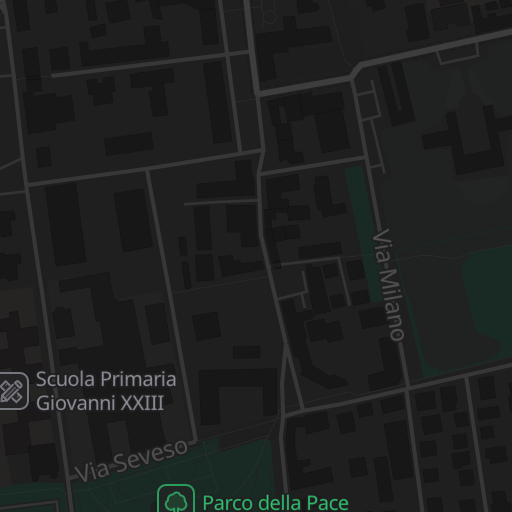 Via Milano
Scuola Primaria
Giovanni XXIII
Via Seveso
Parco della Pace